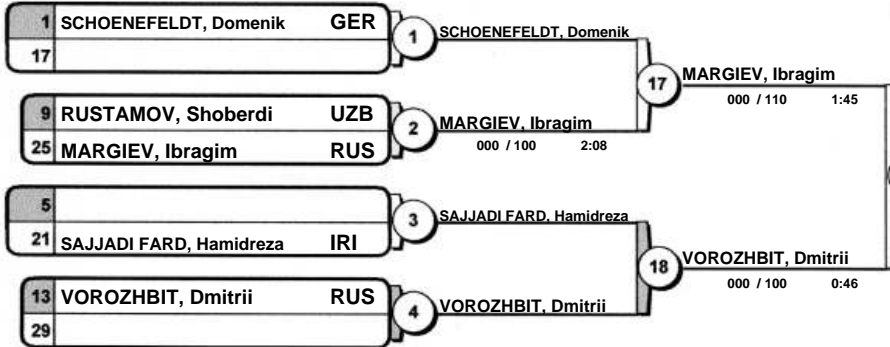 1 SCHOENEFELDT, Domenik GER
17
1 SCHOENEFELDT, Domenik
9 RUSTAMOV, Shoberdi UZB
25 MARGIEV, Ibragim RUS
2 MARGIEV, Ibragim
000 / 100 2:08
17 MARGIEV, Ibragim
000 / 110 1:45
5
21 SAJJADI FARD, Hamidreza IRI
3 SAJJADI FARD, Hamidreza
13 VOROZHBIT, Dmitrii RUS
29
4 VOROZHBIT, Dmitrii
18 VOROZHBIT, Dmitrii
000 / 100 0:46